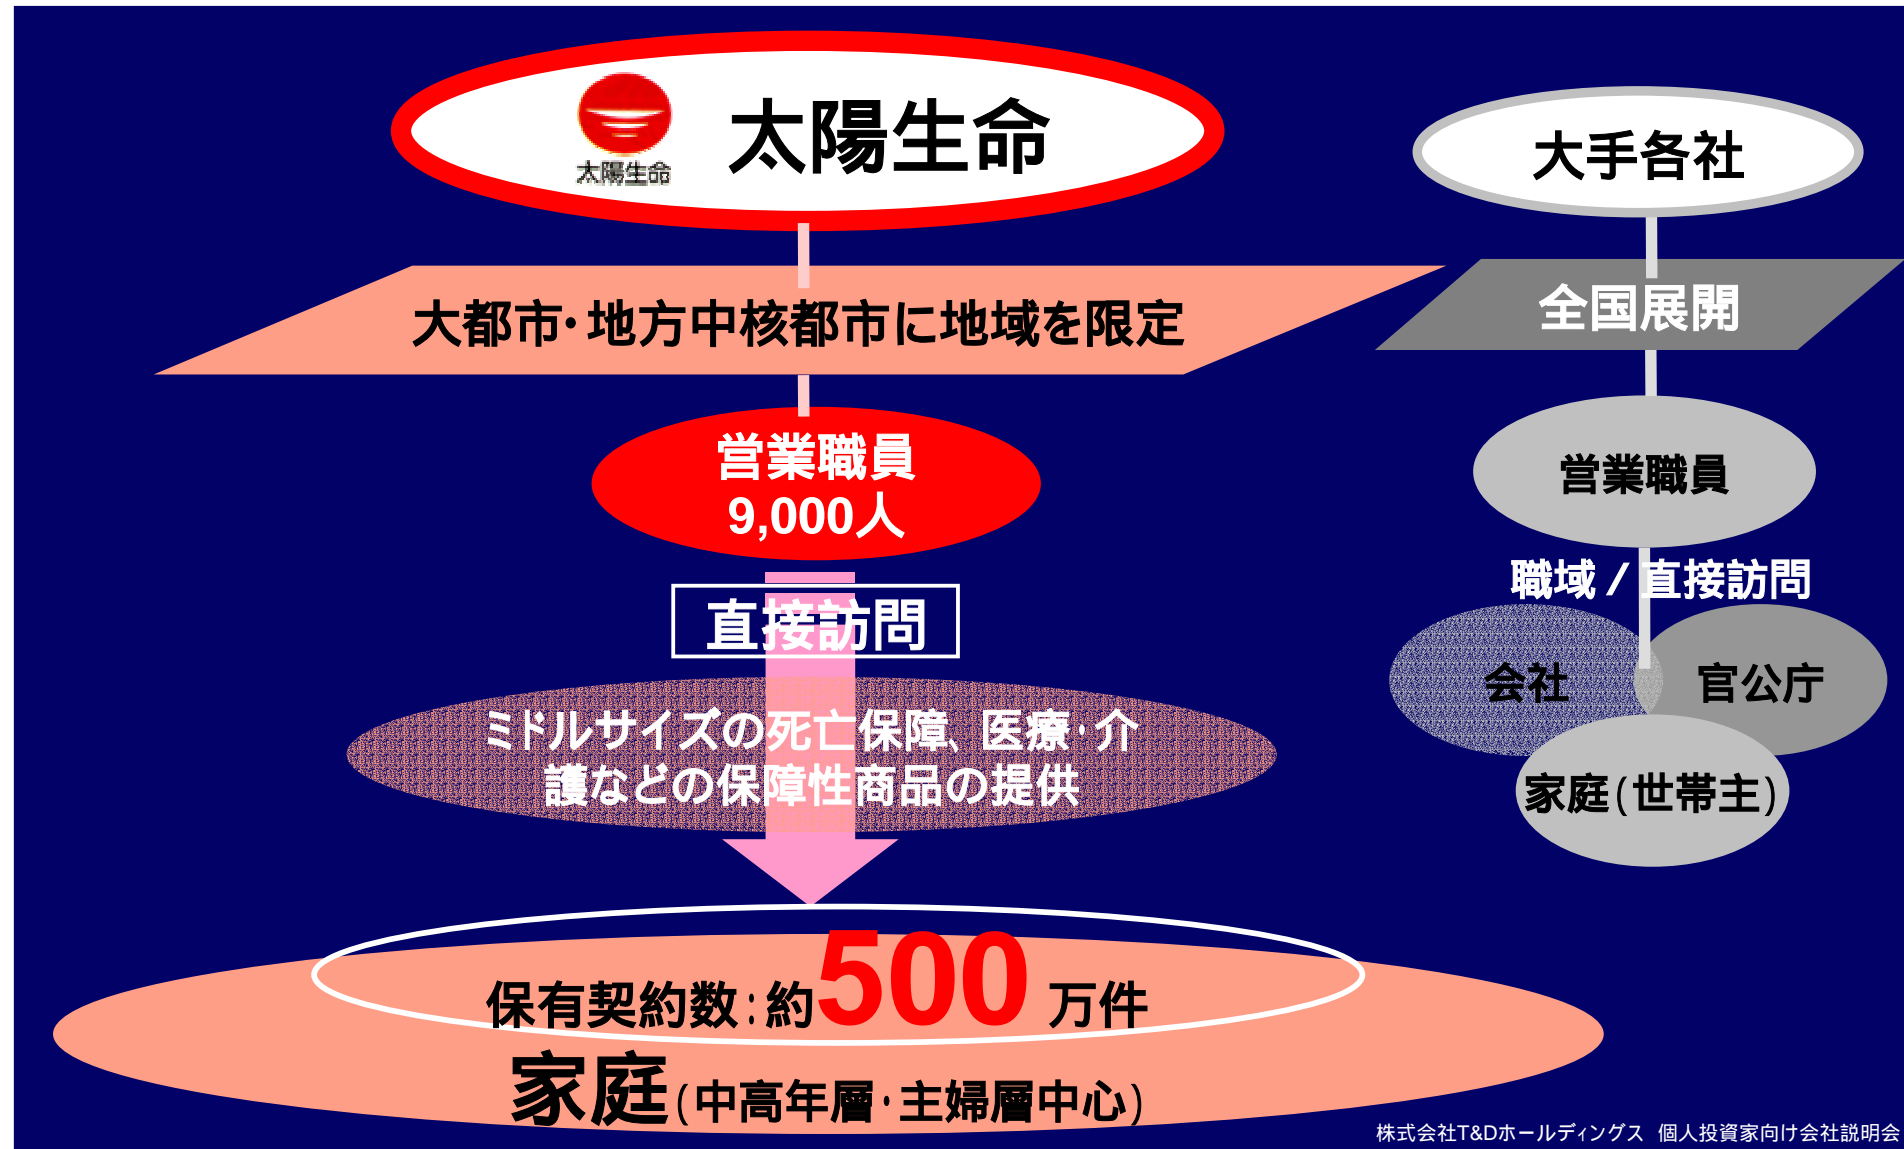 太陽生命
太陽生命
大都市・地方中核都市に地域を限定
営業職員
9,000人
直接訪問
ミドルサイズの死亡保障、医療・介
護などの保障性商品の提供
保有契約数：約500万件
家庭（中高年層・主婦層中心）
大手各社
全国展開
営業職員
職域／直接訪問
会社
官公庁
家庭（世帯主）
株式会社T&Dホールディングス 個人投資家向け会社説明会